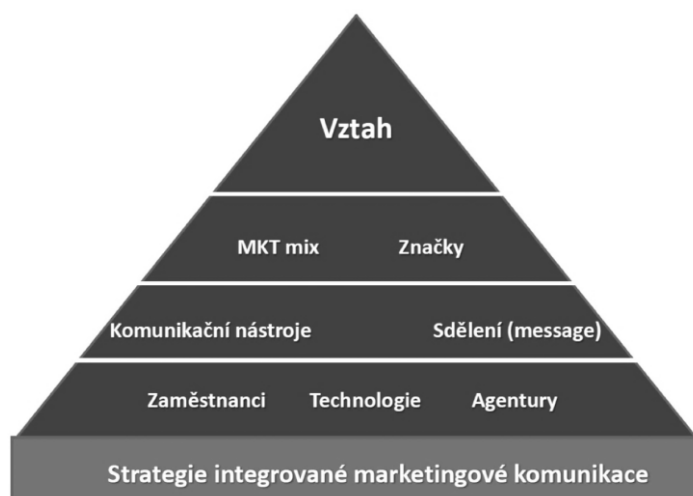 Vztah
MKT mix Značky
Komunikační nástroje Sdělení (message)
Zaměstnanci Technologie Agentury
Strategie integrované marketingové komunikace